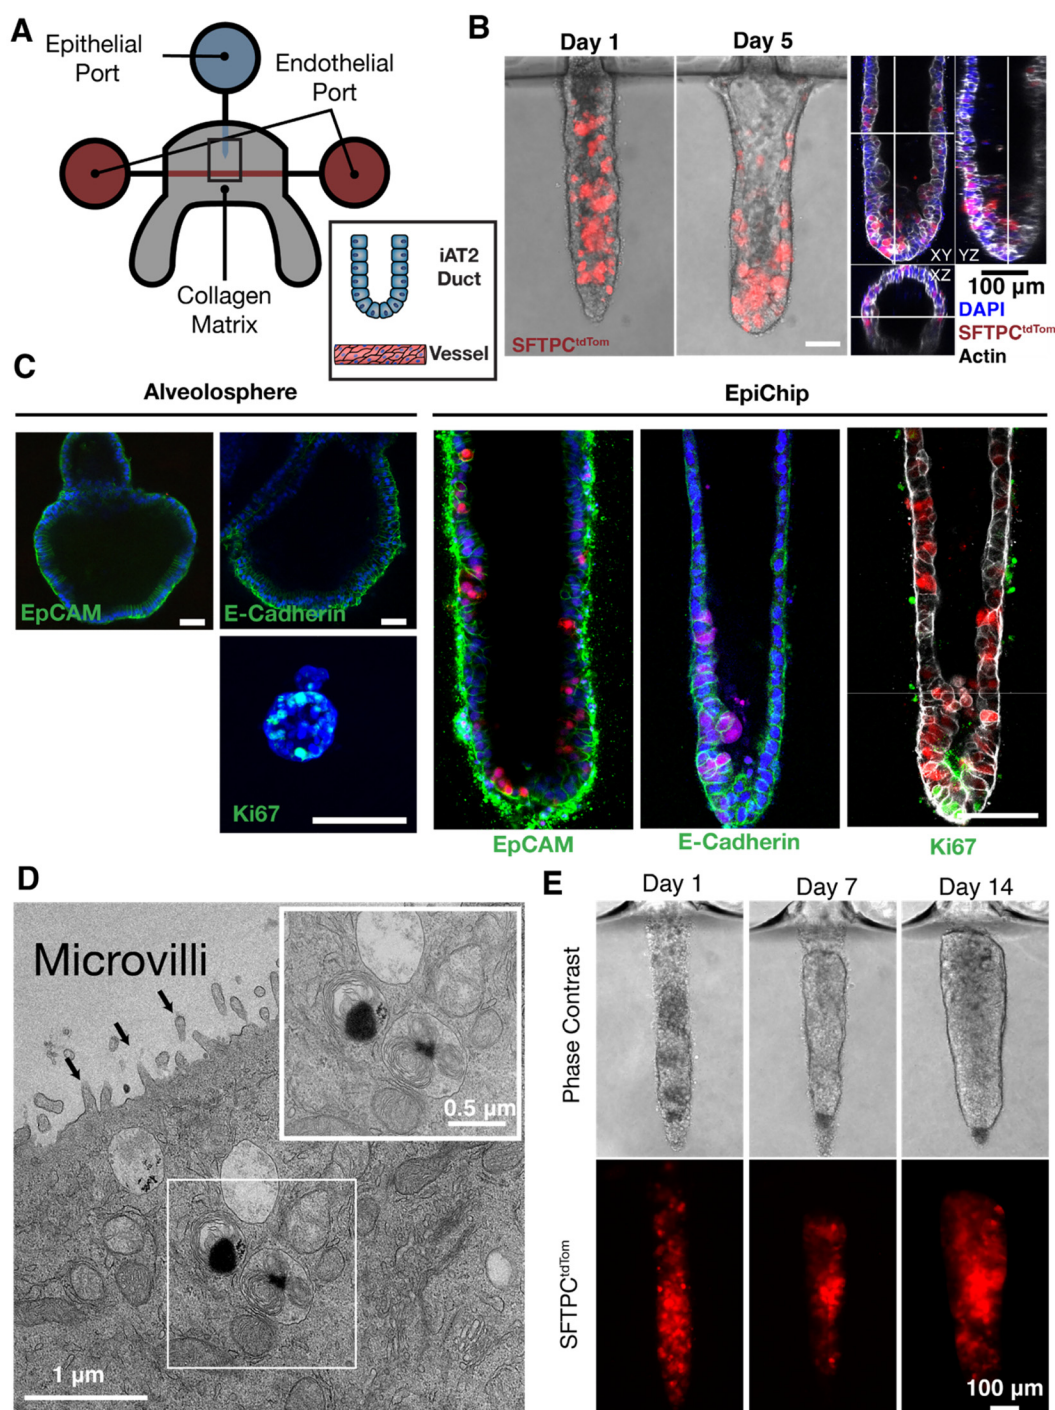 A
Epithelial
Port
Endothelial
Port
Collagen
Matrix
iAT2
Duct
Vessel
B
Day 1
Day 5
SFTPCtdTom
XY
YZ
XZ
100 µm
DAPI
SFTPCtdTom
Actin
C
Alveolosphere
EpiChip
EpCAM
E-Cadherin
Ki67
EpCAM
E-Cadherin
Ki67
D
Microvilli
0.5 µm
1 µm
E
Day 1
Day 7
Day 14
Phase Contrast
SFTPCtdTom
100 µm